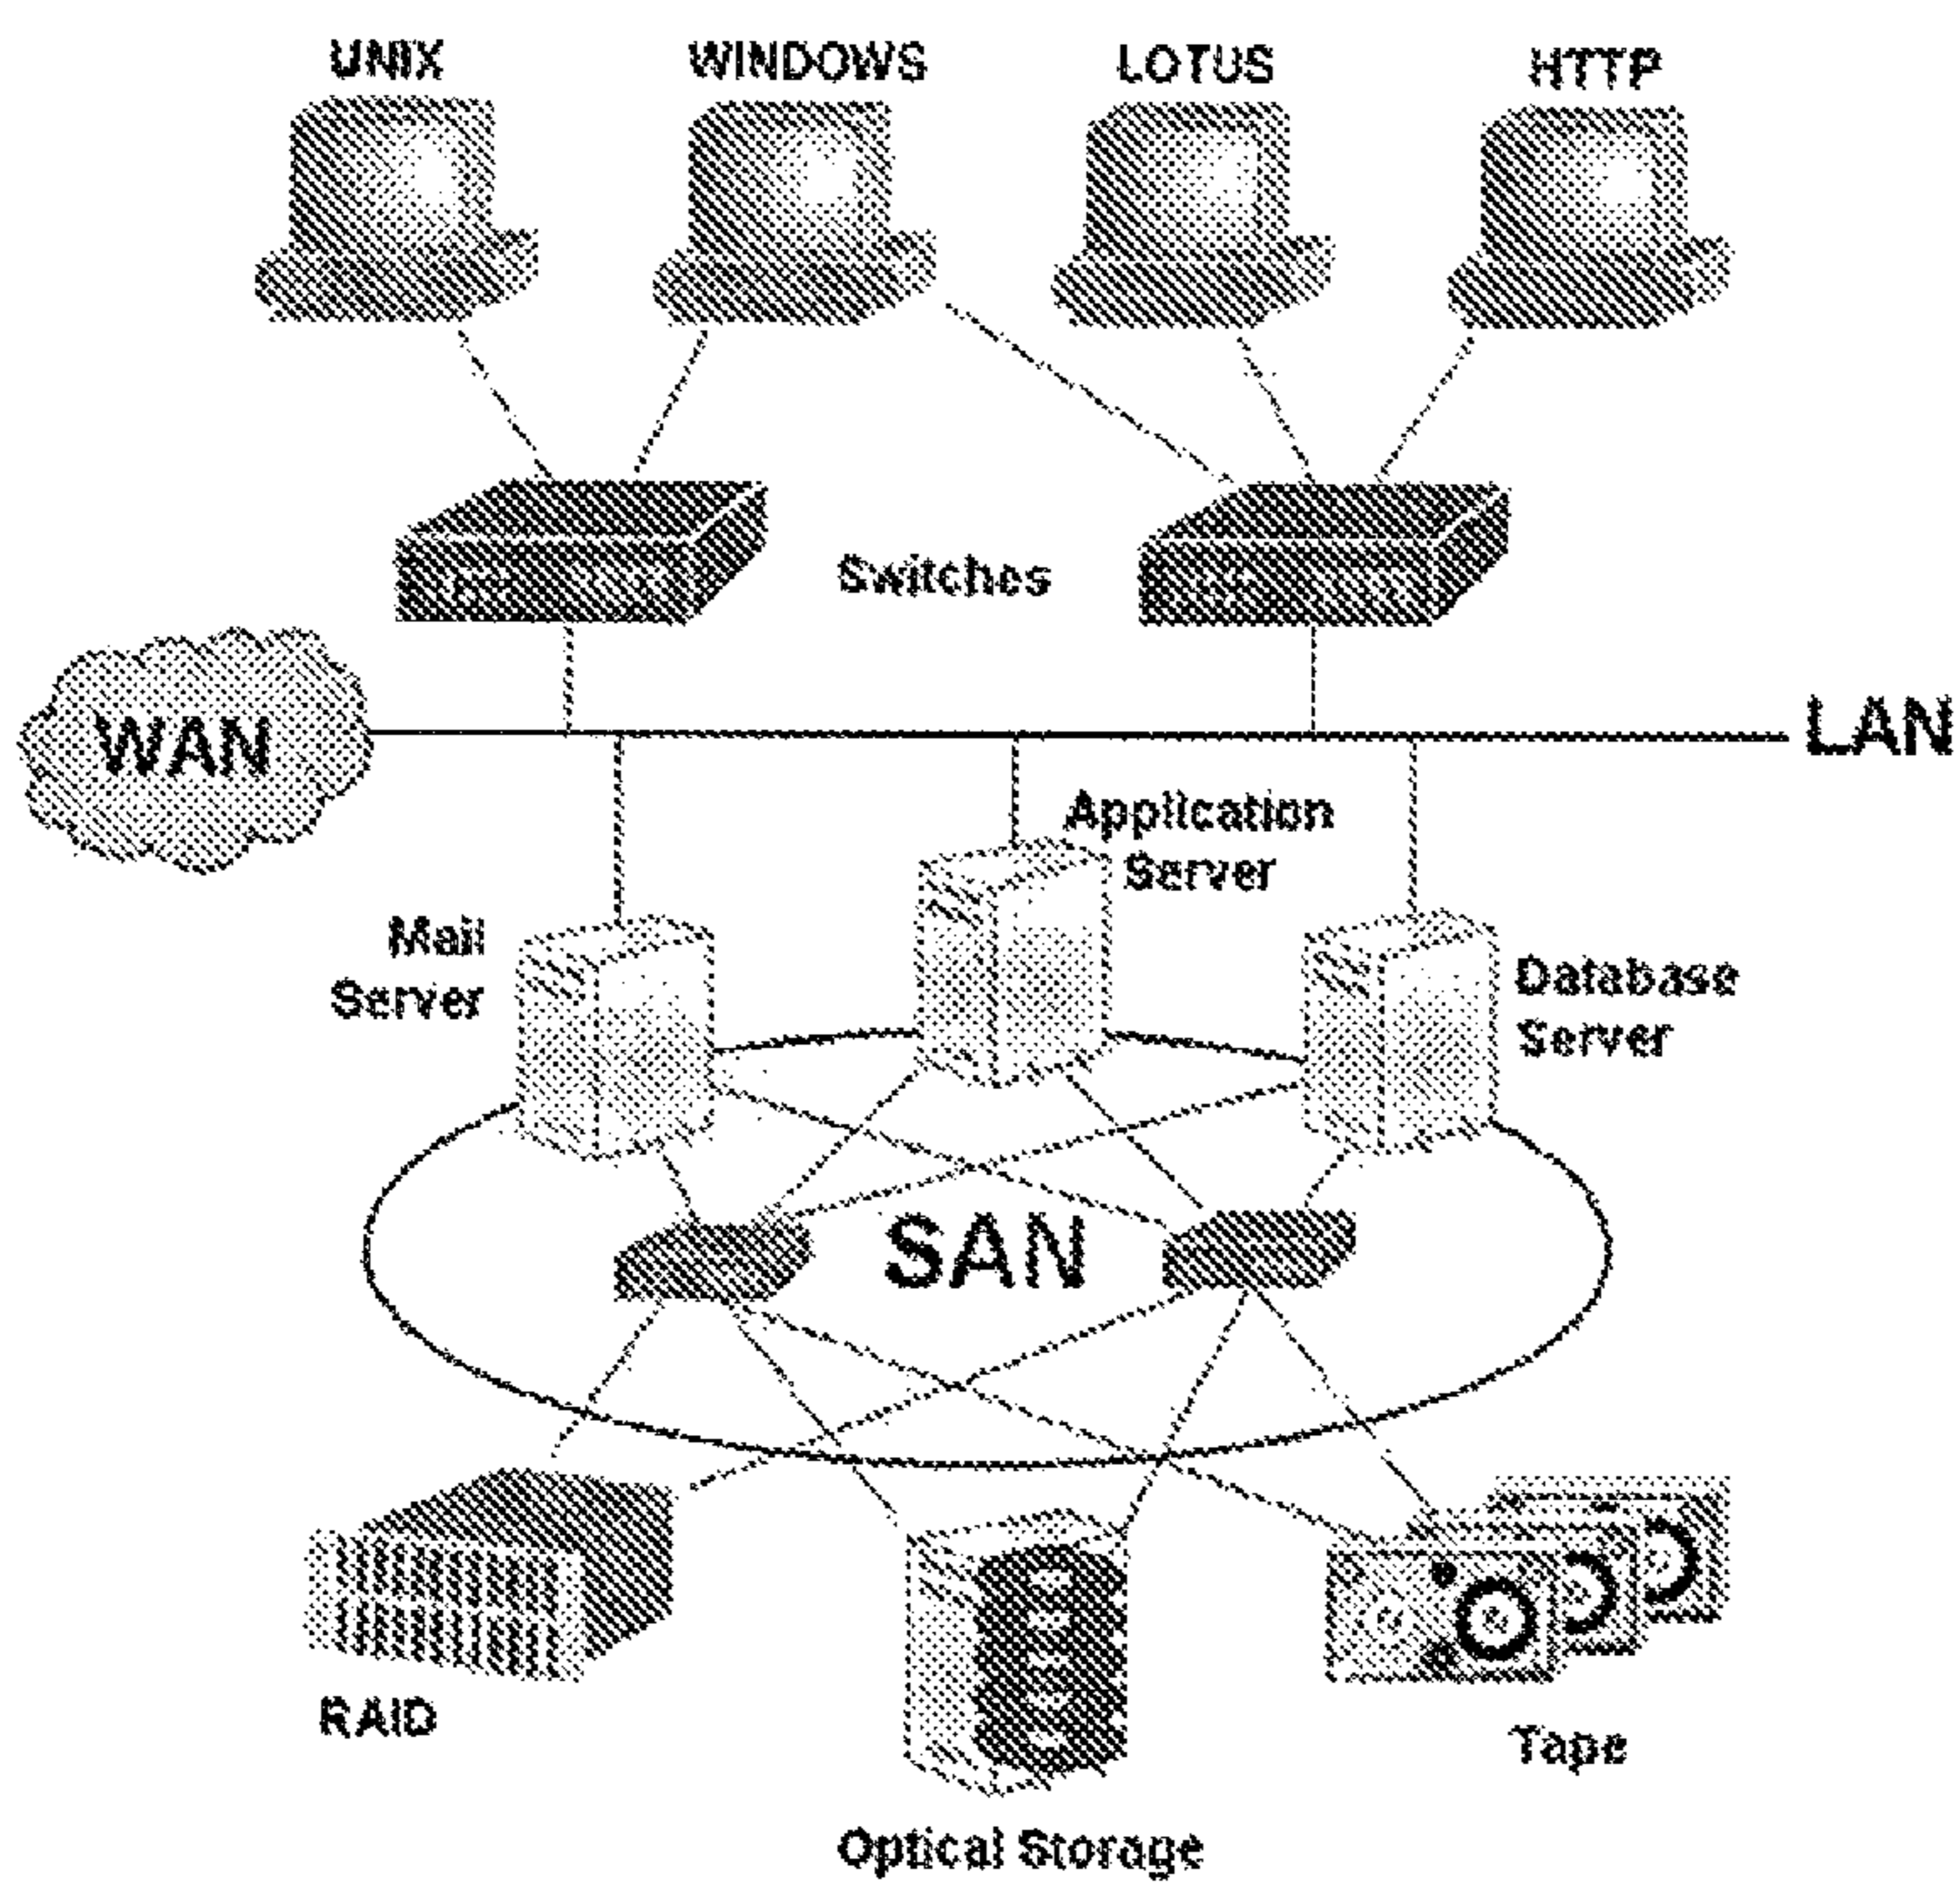 UNIX
WINDOWS
LOTUS
HTTP
Switches
WAN
LAN
Application
Server
Mail
Server
Database
Server
SAN
RAID
Tape
Optical Storage